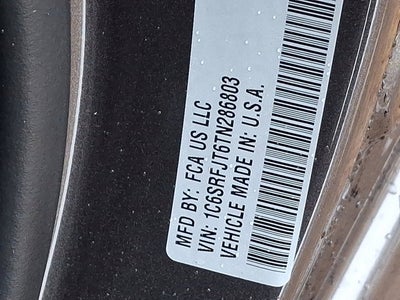 MFD BY: FCA US LLC
VIN: 1C6SRFJT6TN286803
VEHICLE MADE IN: U.S.A.